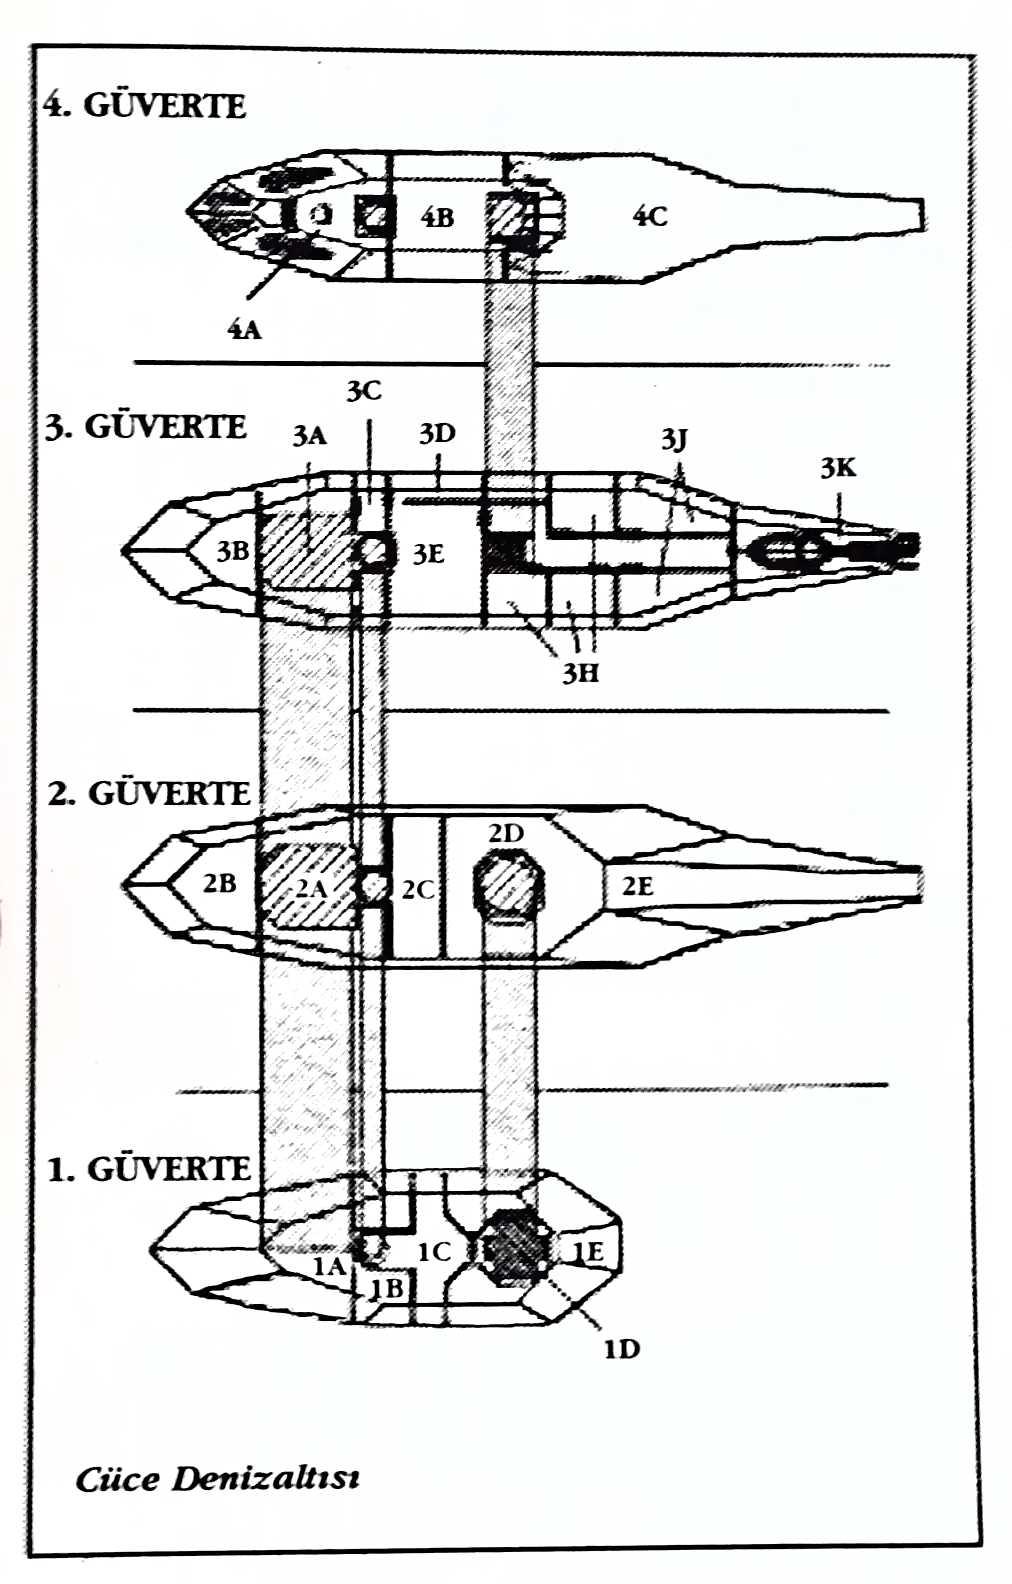 4. GÜVERTE
4B
4C
4A
3C
3. GÜVERTE
3A
3D
3J
3K
3B
3E
3H
2. GÜVERTE
2D
2B
2A
2C
2E
1. GÜVERTE
1A
1B
1C
1E
1D
Cüce Denizaltısı